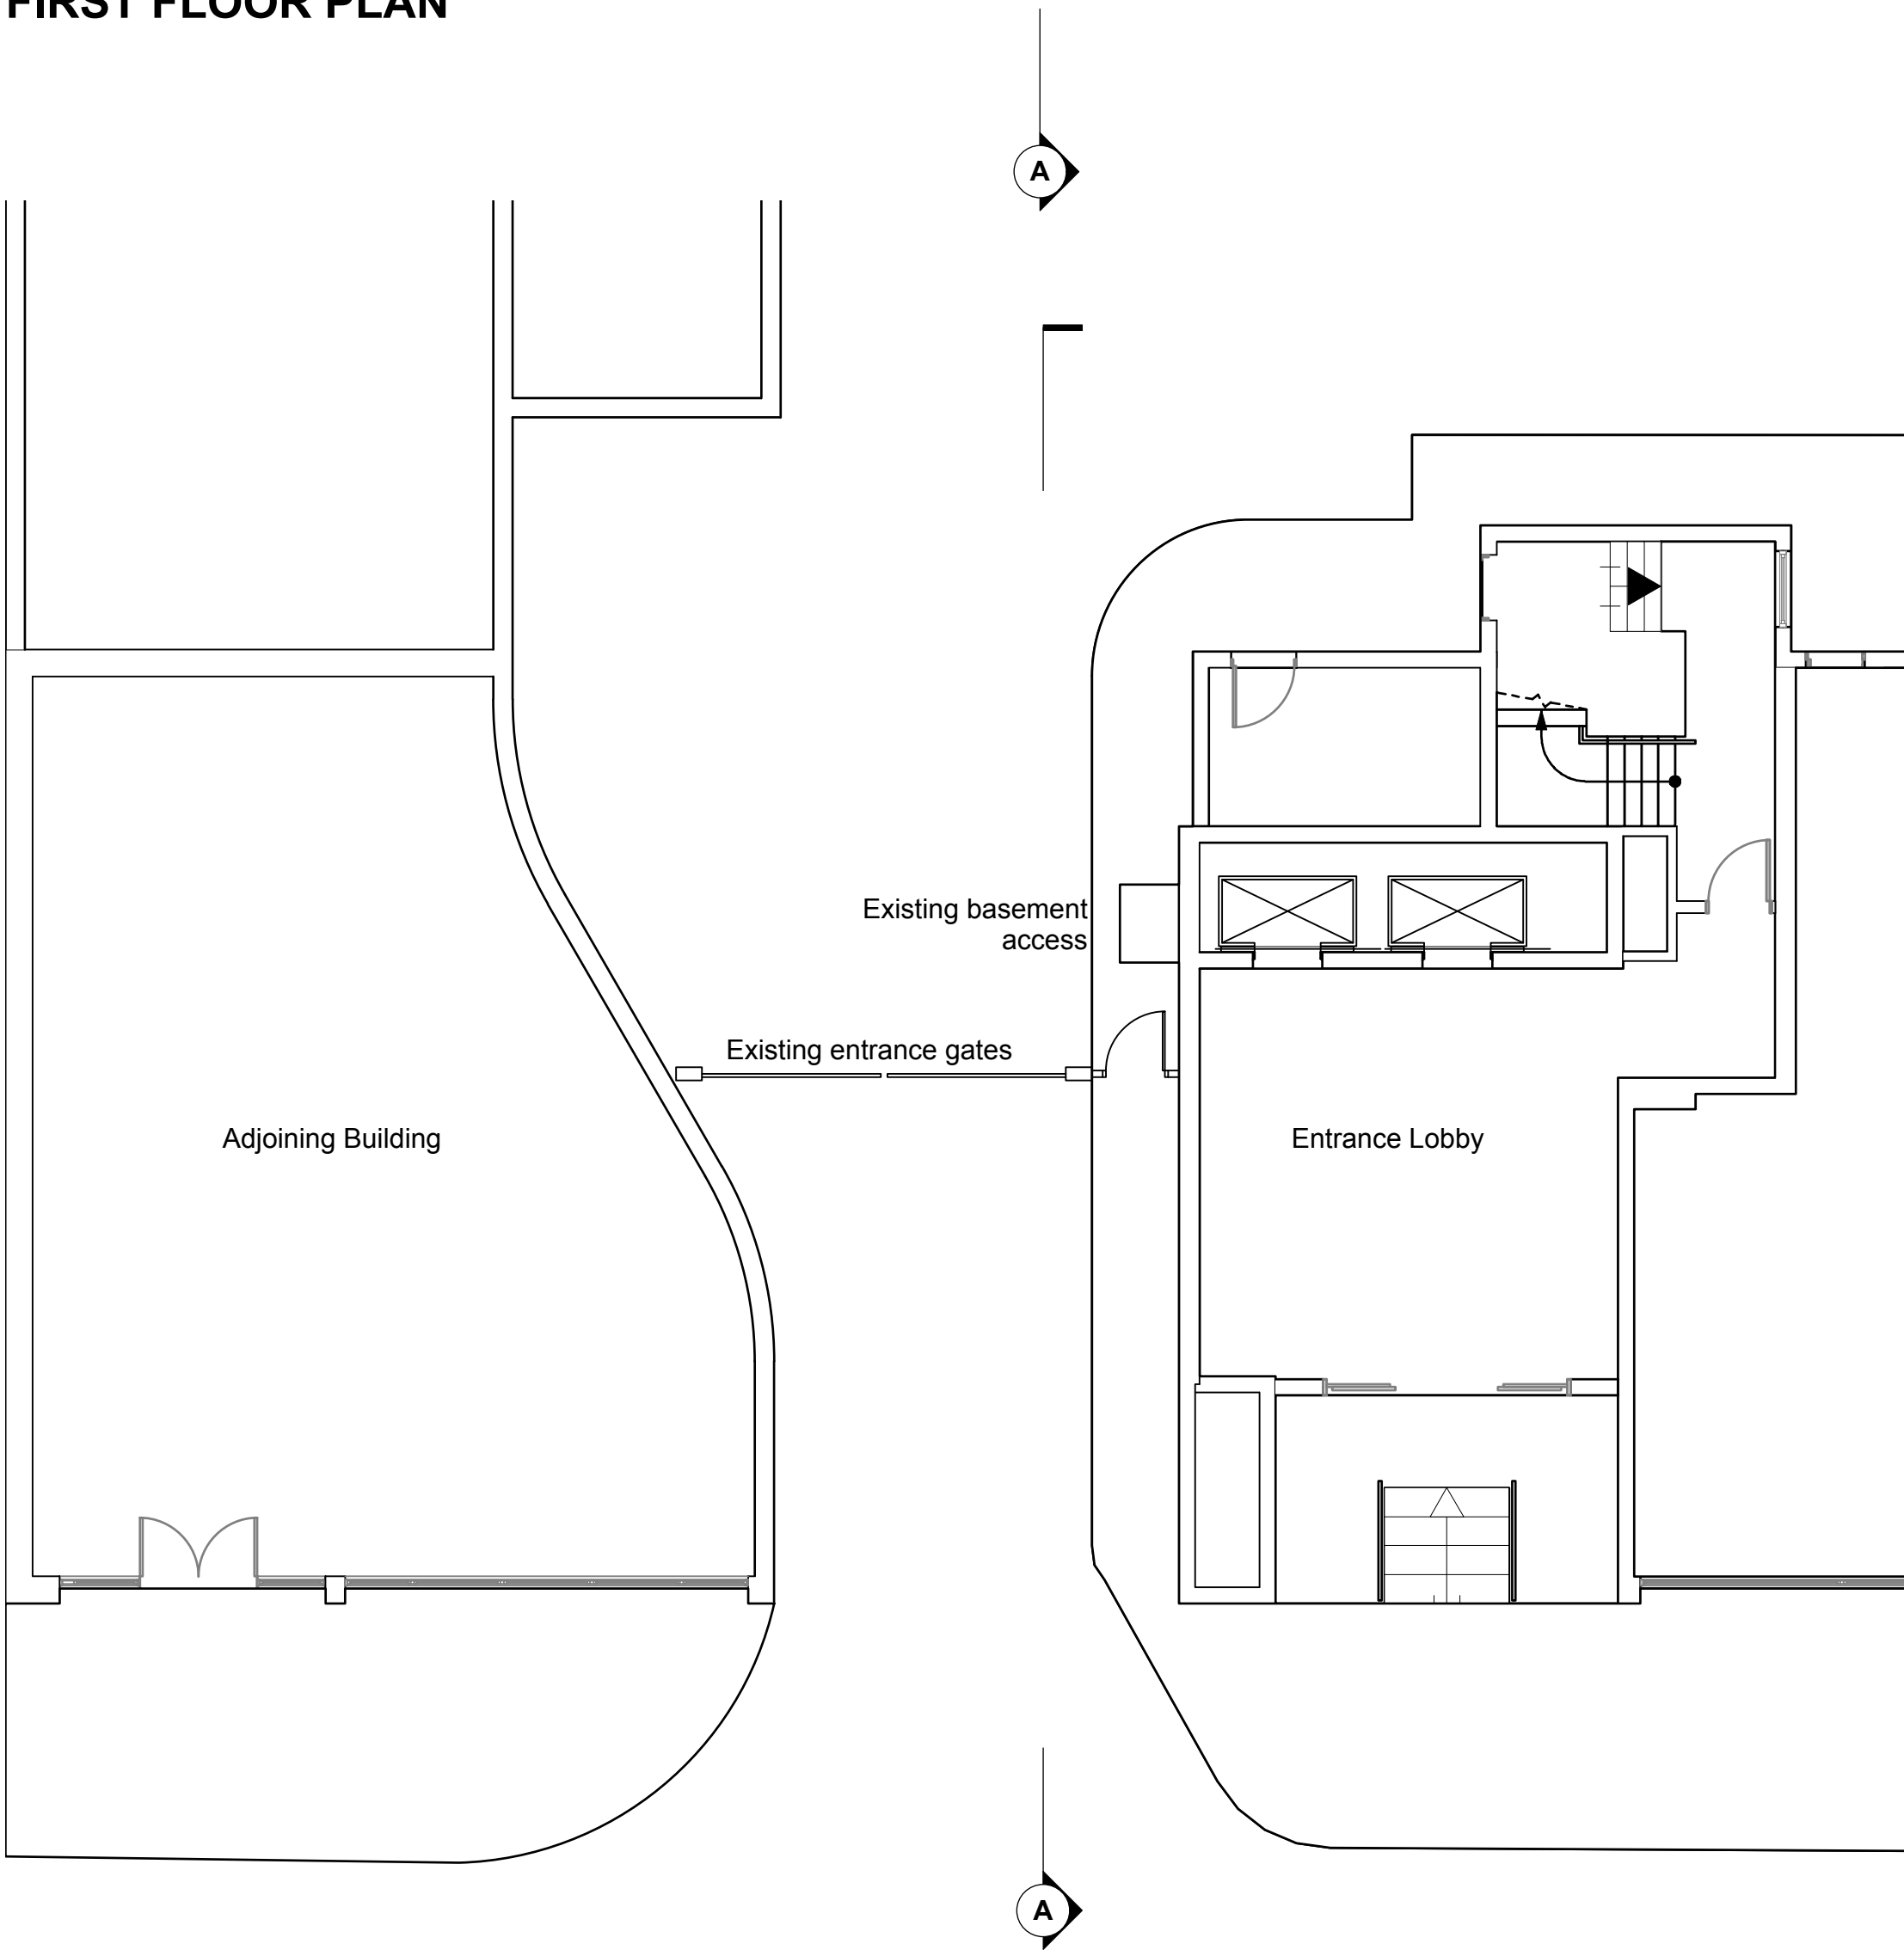 FIRST FLOOR PLAN
A
Existing basement
access
Existing entrance gates
Adjoining Building
Entrance Lobby
A